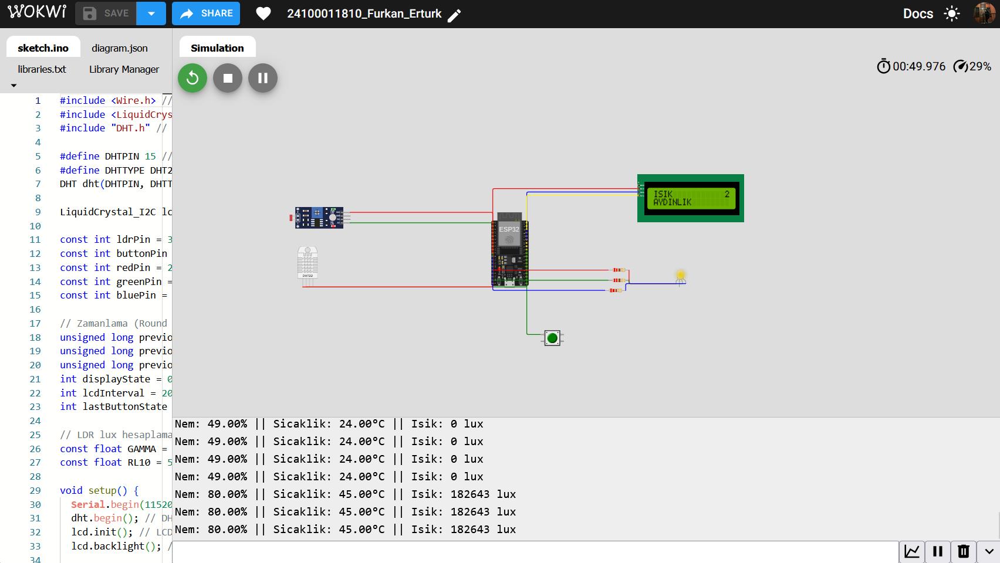 WOKWI
SAVE
SHARE
24100011810_Furkan_Erturk
Docs
sketch.ino
diagram.json
libraries.txt
Library Manager
Simulation
00:49.976
29%
1 #include <Wire.h> //
2 #include <LiquidCrys
3 #include "DHT.h" //
4
5 #define DHTPIN 15 //
6 #define DHTTYPE DHT2
7 DHT dht(DHTPIN, DHTT
8
9 LiquidCrystal_I2C lc
10
11 const int ldrPin = 3
12 const int buttonPin
13 const int redPin = 2
14 const int greenPin =
15 const int bluePin =
16
17 // Zamanlama (Round
18 unsigned long previo
19 unsigned long previo
20 unsigned long previo
21 int displayState = 0
22 int lcdInterval = 20
23 int lastButtonState
24
25 // LDR lux hesaplama
26 const float GAMMA =
27 const float RL10 = 5
28
29 void setup() {
30 Serial.begin(11520
31 dht.begin(); // DH
32 lcd.init(); // LCD
33 lcd.backlight(); /
34
ISIK 2
AYDINLIK
ESP32
DHT22
Nem: 49.00% || Sicaklik: 24.00°C || Isik: 0 lux
Nem: 49.00% || Sicaklik: 24.00°C || Isik: 0 lux
Nem: 49.00% || Sicaklik: 24.00°C || Isik: 0 lux
Nem: 49.00% || Sicaklik: 24.00°C || Isik: 0 lux
Nem: 80.00% || Sicaklik: 45.00°C || Isik: 182643 lux
Nem: 80.00% || Sicaklik: 45.00°C || Isik: 182643 lux
Nem: 80.00% || Sicaklik: 45.00°C || Isik: 182643 lux